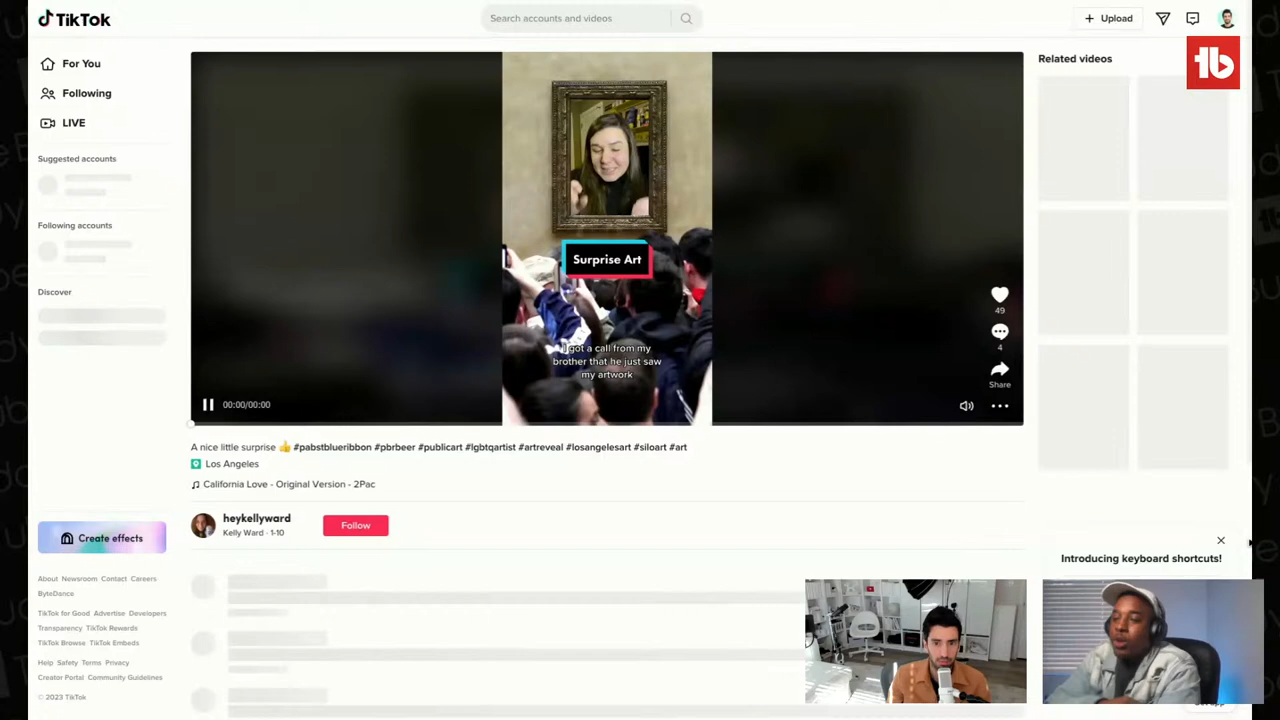 TikTok
Search accounts and videos
Upload
For You
Following
LIVE
Suggested accounts
Following accounts
Discover
Create effects
About Newsroom Contact Careers
ByteDance
TikTok for Good Advertise Developers
Transparency TikTok Rewards
TikTok Browse TikTok Embeds
Help Safety Terms Privacy
Creator Portal Community Guidelines
© 2023 TikTok
Surprise Art
I got a call from my
brother that he just saw
my artwork
49
4
Share
00:00/00:00
A nice little surprise 👍 #pabstblueribbon #pbrbeer #publicart #lgbtqartist #artreveal #losangelesart #siloart #art
Los Angeles
California Love - Original Version - 2Pac
heykellyward
Kelly Ward · 1-10
Follow
Related videos
tb
Introducing keyboard shortcuts!